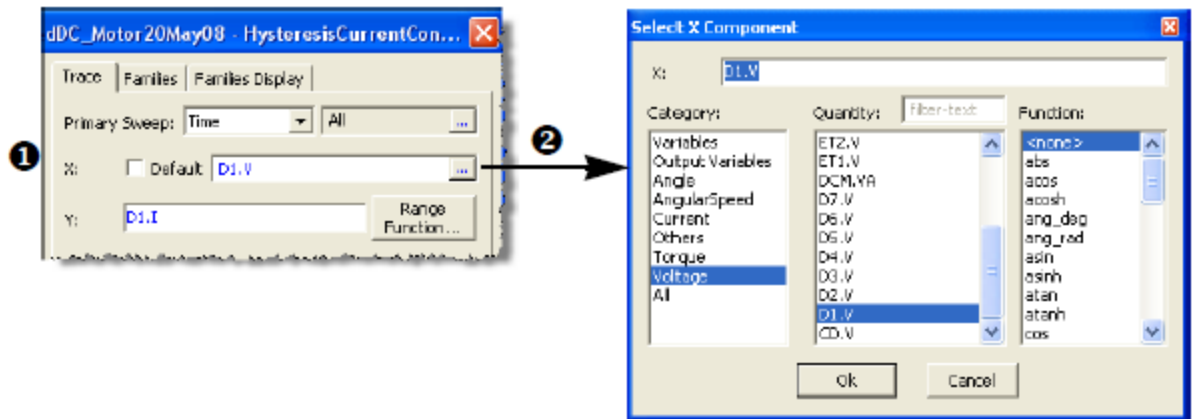 dDC_Motor20May08 - HysteresisCurrentCon...
Trace Families Families Display
Primary Sweep: Time All ...
❶
X: Default D1.V ...
Y: D1.I Range Function...
❷
Select X Component
X: D1.V
Category:
Variables
Output Variables
Angle
AngularSpeed
Current
Others
Torque
Voltage
All
Quantity: filter-text
ET2.V
ET1.V
DCM.VA
D7.V
D6.V
D5.V
D4.V
D3.V
D2.V
D1.V
CD.V
Function:
<none>
abs
acos
acosh
ang_deg
ang_rad
asin
asinh
atan
atanh
cos
Ok Cancel